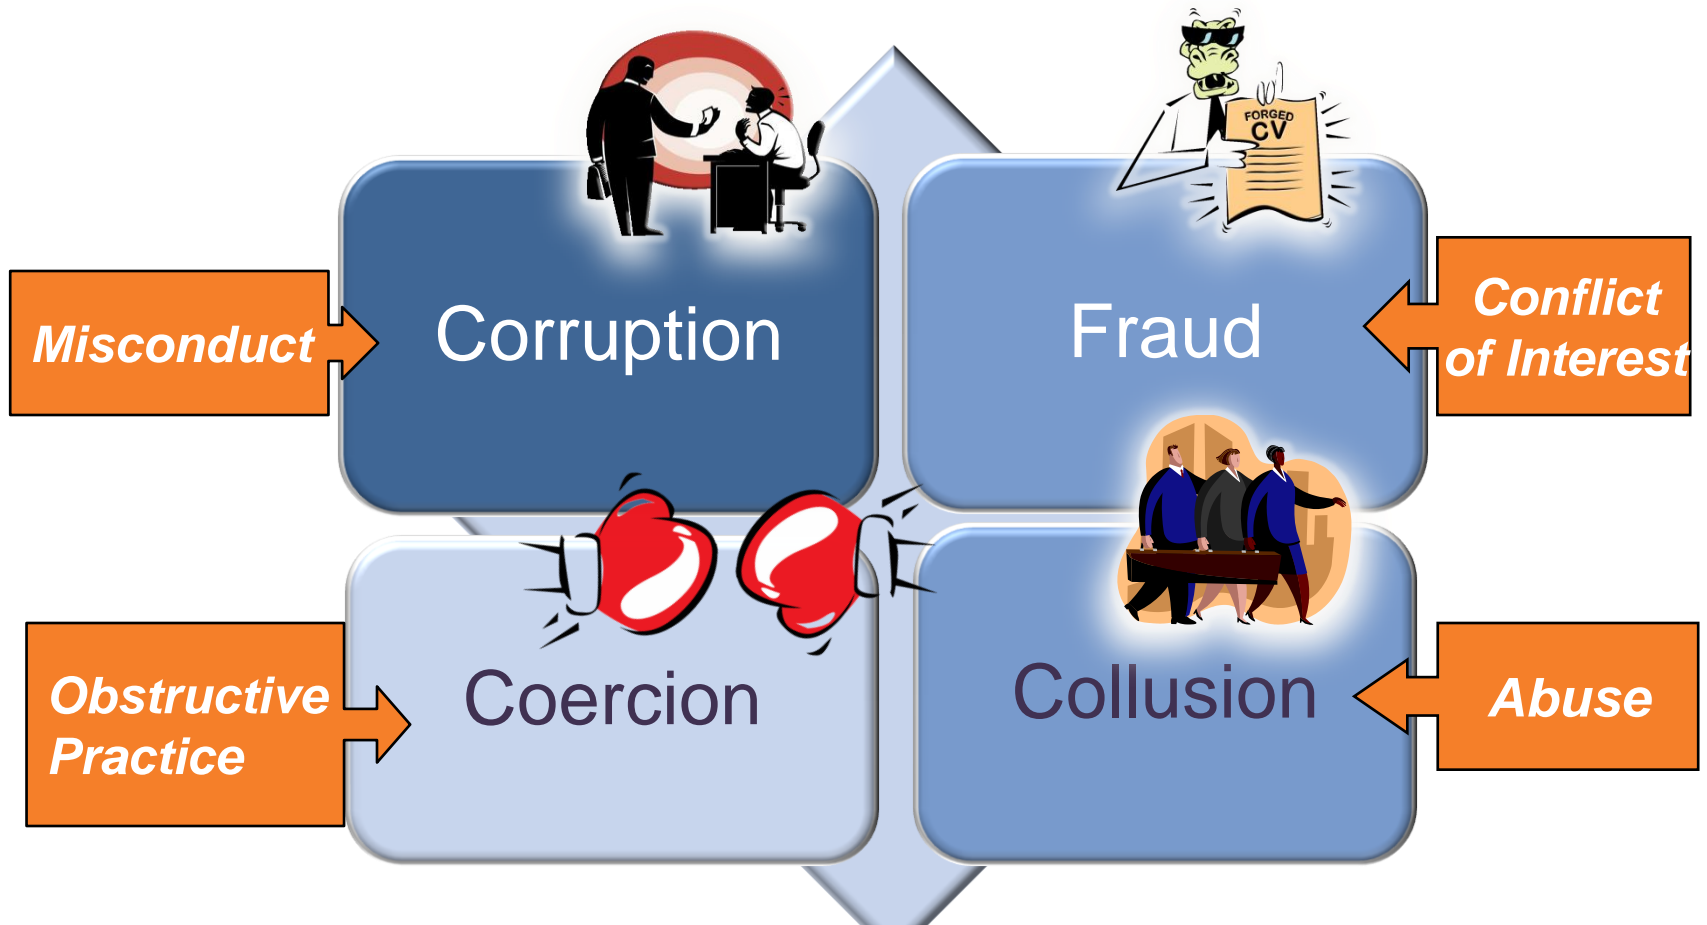 FORGED
CV
Misconduct
Corruption
Fraud
Conflict
of Interest
Obstructive
Practice
Coercion
Collusion
Abuse